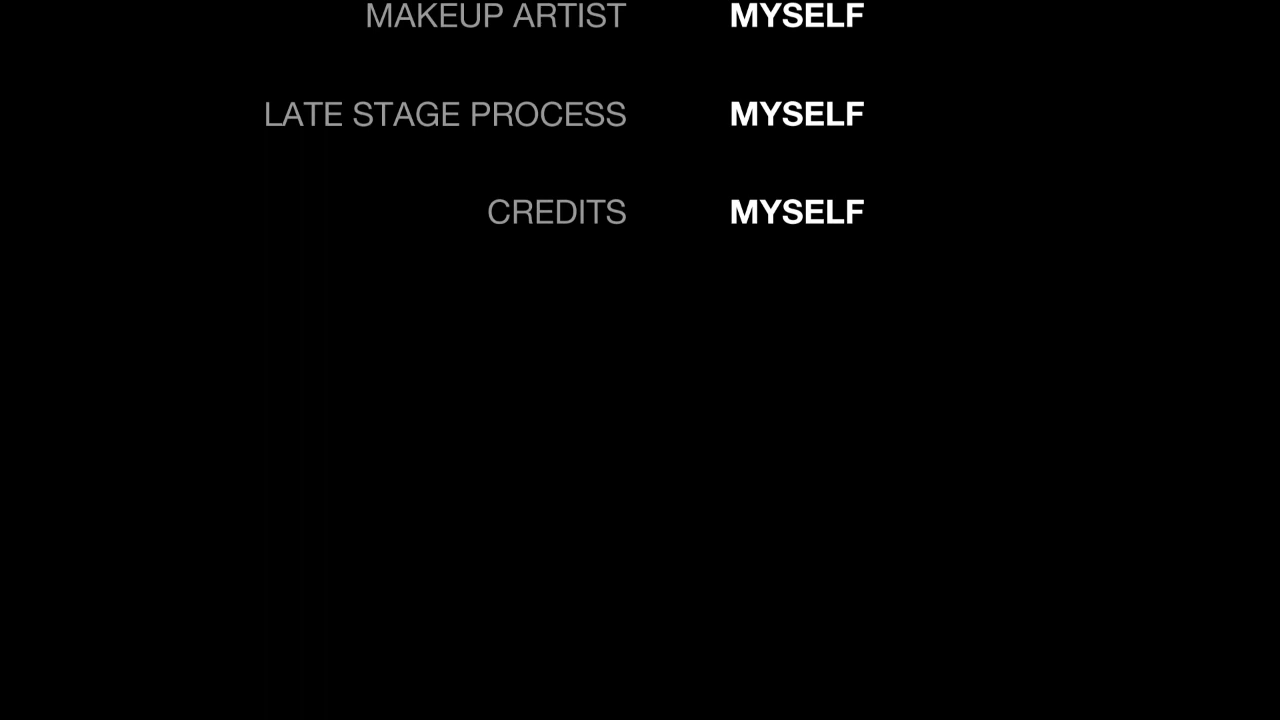 MAKEUP ARTIST MYSELF
LATE STAGE PROCESS MYSELF
CREDITS MYSELF